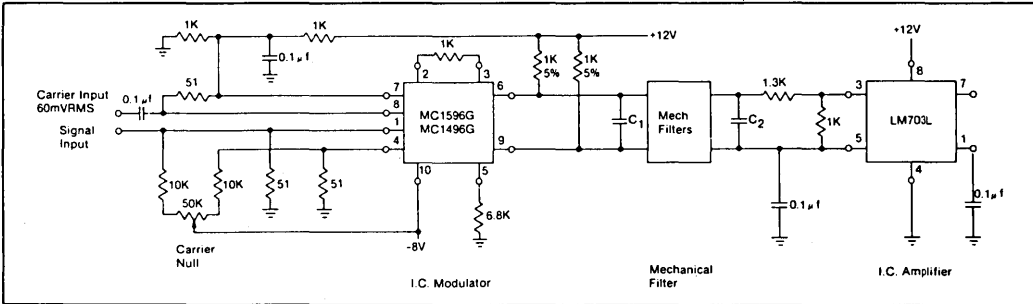 1K
1K
+12V
0.1µf
1K
1K
5%
1K
5%
+12V
51
2
3
8
Carrier Input
60mVRMS
0.1µf
7
6
1.3K
3
7
8
MC1596G
C1
Mech
Filters
C2
1K
LM703L
Signal
Input
1
MC1496G
4
9
5
1
10K
10K
51
51
10
5
4
50K
6.8K
0.1µf
0.1µf
-8V
Carrier
Null
I.C. Modulator
Mechanical
Filter
I.C. Amplifier